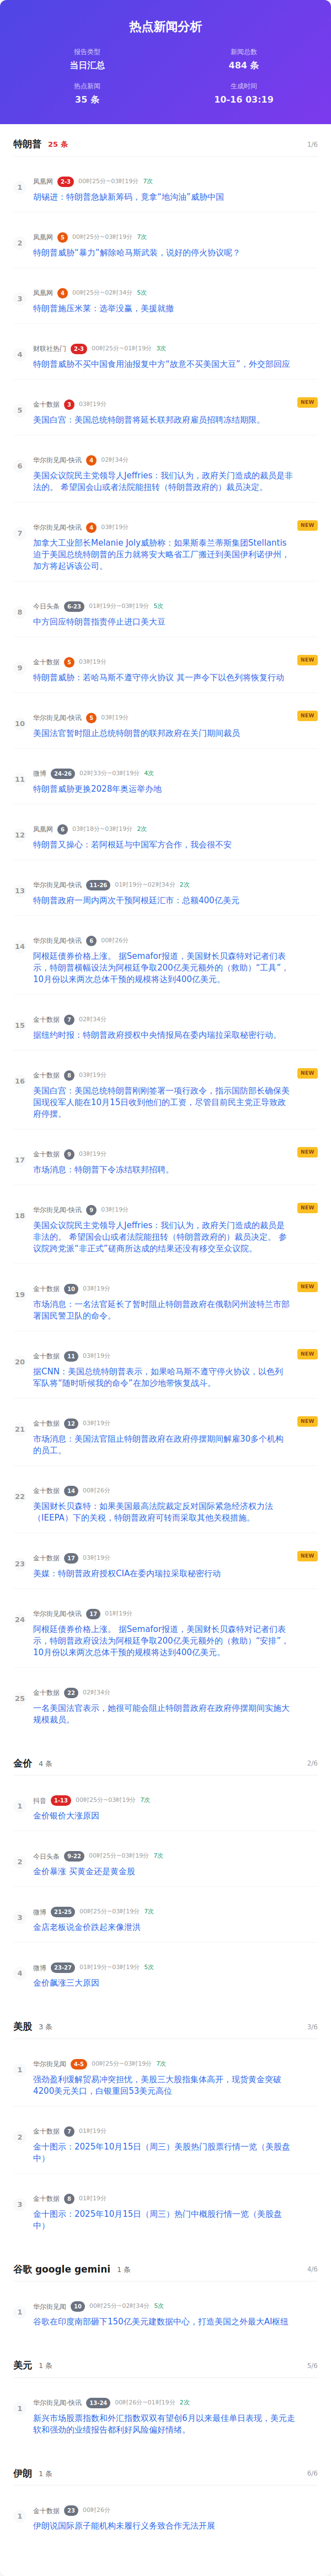 热点新闻分析
报告类型
当日汇总
新闻总数
484 条
热点新闻
35 条
生成时间
10-16 03:19
特朗普 25 条 1/6
1
凤凰网 2-3 00时25分~03时19分 7次
胡锡进：特朗普急缺新筹码，竟拿“地沟油”威胁中国
2
凤凰网 5 00时25分~03时19分 7次
特朗普威胁“暴力”解除哈马斯武装，说好的停火协议呢？
3
凤凰网 4 00时25分~02时34分 5次
特朗普施压米莱：选举没赢，美援就撤
4
财联社热门 2-3 00时25分~01时19分 3次
特朗普威胁不买中国食用油报复中方“故意不买美国大豆”，外交部回应
5
金十数据 3 03时19分 NEW
美国白宫：美国总统特朗普将延长联邦政府雇员招聘冻结期限。
6
华尔街见闻-快讯 4 02时34分
美国众议院民主党领导人Jeffries：我们认为，政府关门造成的裁员是非
法的。 希望国会山或者法院能扭转（特朗普政府的）裁员决定。
7
华尔街见闻-快讯 4 03时19分 NEW
加拿大工业部长Melanie Joly威胁称：如果斯泰兰蒂斯集团Stellantis
迫于美国总统特朗普的压力就将安大略省工厂搬迁到美国伊利诺伊州，
加方将起诉该公司。
8
今日头条 6-23 01时19分~03时19分 5次
中方回应特朗普指责停止进口美大豆
9
金十数据 5 03时19分 NEW
特朗普威胁：若哈马斯不遵守停火协议 其一声令下以色列将恢复行动
10
华尔街见闻-快讯 5 03时19分 NEW
美国法官暂时阻止总统特朗普的联邦政府在关门期间裁员
11
微博 24-26 02时33分~03时19分 4次
特朗普威胁更换2028年奥运举办地
12
凤凰网 6 03时18分~03时19分 2次
特朗普又操心：若阿根廷与中国军方合作，我会很不安
13
华尔街见闻-快讯 11-26 01时19分~02时34分 2次
特朗普政府一周内两次干预阿根廷汇市：总额400亿美元
14
华尔街见闻-快讯 6 00时26分
阿根廷债券价格上涨。 据Semafor报道，美国财长贝森特对记者们表
示，特朗普横幅设法为阿根廷争取200亿美元额外的（救助）“工具”，
10月份以来两次总体干预的规模将达到400亿美元。
15
金十数据 7 02时34分
据纽约时报：特朗普政府授权中央情报局在委内瑞拉采取秘密行动。
16
金十数据 8 03时19分 NEW
美国白宫：美国总统特朗普刚刚签署一项行政令，指示国防部长确保美
国现役军人能在10月15日收到他们的工资，尽管目前民主党正导致政
府停摆。
17
金十数据 9 03时19分 NEW
市场消息：特朗普下令冻结联邦招聘。
18
华尔街见闻-快讯 9 03时19分 NEW
美国众议院民主党领导人Jeffries：我们认为，政府关门造成的裁员是
非法的。 希望国会山或者法院能扭转（特朗普政府的）裁员决定。 参
议院跨党派“非正式”磋商所达成的结果还没有移交至众议院。
19
金十数据 10 03时19分 NEW
市场消息：一名法官延长了暂时阻止特朗普政府在俄勒冈州波特兰市部
署国民警卫队的命令。
20
金十数据 11 03时19分 NEW
据CNN：美国总统特朗普表示，如果哈马斯不遵守停火协议，以色列
军队将“随时听候我的命令”在加沙地带恢复战斗。
21
金十数据 12 03时19分 NEW
市场消息：美国法官阻止特朗普政府在政府停摆期间解雇30多个机构
的员工。
22
金十数据 14 00时26分
美国财长贝森特：如果美国最高法院裁定反对国际紧急经济权力法
（IEEPA）下的关税，特朗普政府可转而采取其他关税措施。
23
金十数据 17 03时19分 NEW
美媒：特朗普政府授权CIA在委内瑞拉采取秘密行动
24
华尔街见闻-快讯 17 01时19分
阿根廷债券价格上涨。 据Semafor报道，美国财长贝森特对记者们表
示，特朗普政府设法为阿根廷争取200亿美元额外的（救助）“安排”，
10月份以来两次总体干预的规模将达到400亿美元。
25
金十数据 22 02时34分
一名美国法官表示，她很可能会阻止特朗普政府在政府停摆期间实施大
规模裁员。
金价 4 条 2/6
1
抖音 1-13 00时25分~03时19分 7次
金价银价大涨原因
2
今日头条 9-22 00时25分~03时19分 7次
金价暴涨 买黄金还是黄金股
3
微博 21-25 00时25分~03时19分 7次
金店老板说金价跌起来像泄洪
4
微博 23-27 01时19分~03时19分 5次
金价飙涨三大原因
美股 3 条 3/6
1
华尔街见闻 4-5 00时25分~03时19分 7次
强劲盈利缓解贸易冲突担忧，美股三大股指集体高开，现货黄金突破
4200美元关口，白银重回53美元高位
2
金十数据 7 01时19分
金十图示：2025年10月15日（周三）美股热门股票行情一览（美股盘
中）
3
金十数据 8 01时19分
金十图示：2025年10月15日（周三）热门中概股行情一览（美股盘
中）
谷歌 google gemini 1 条 4/6
1
华尔街见闻 10 00时25分~02时34分 5次
谷歌在印度南部砸下150亿美元建数据中心，打造美国之外最大AI枢纽
美元 1 条 5/6
1
华尔街见闻-快讯 13-24 00时26分~01时19分 2次
新兴市场股票指数和外汇指数双双有望创6月以来最佳单日表现，美元走
软和强劲的业绩报告都利好风险偏好情绪。
伊朗 1 条 6/6
1
金十数据 23 00时26分
伊朗说国际原子能机构未履行义务致合作无法开展